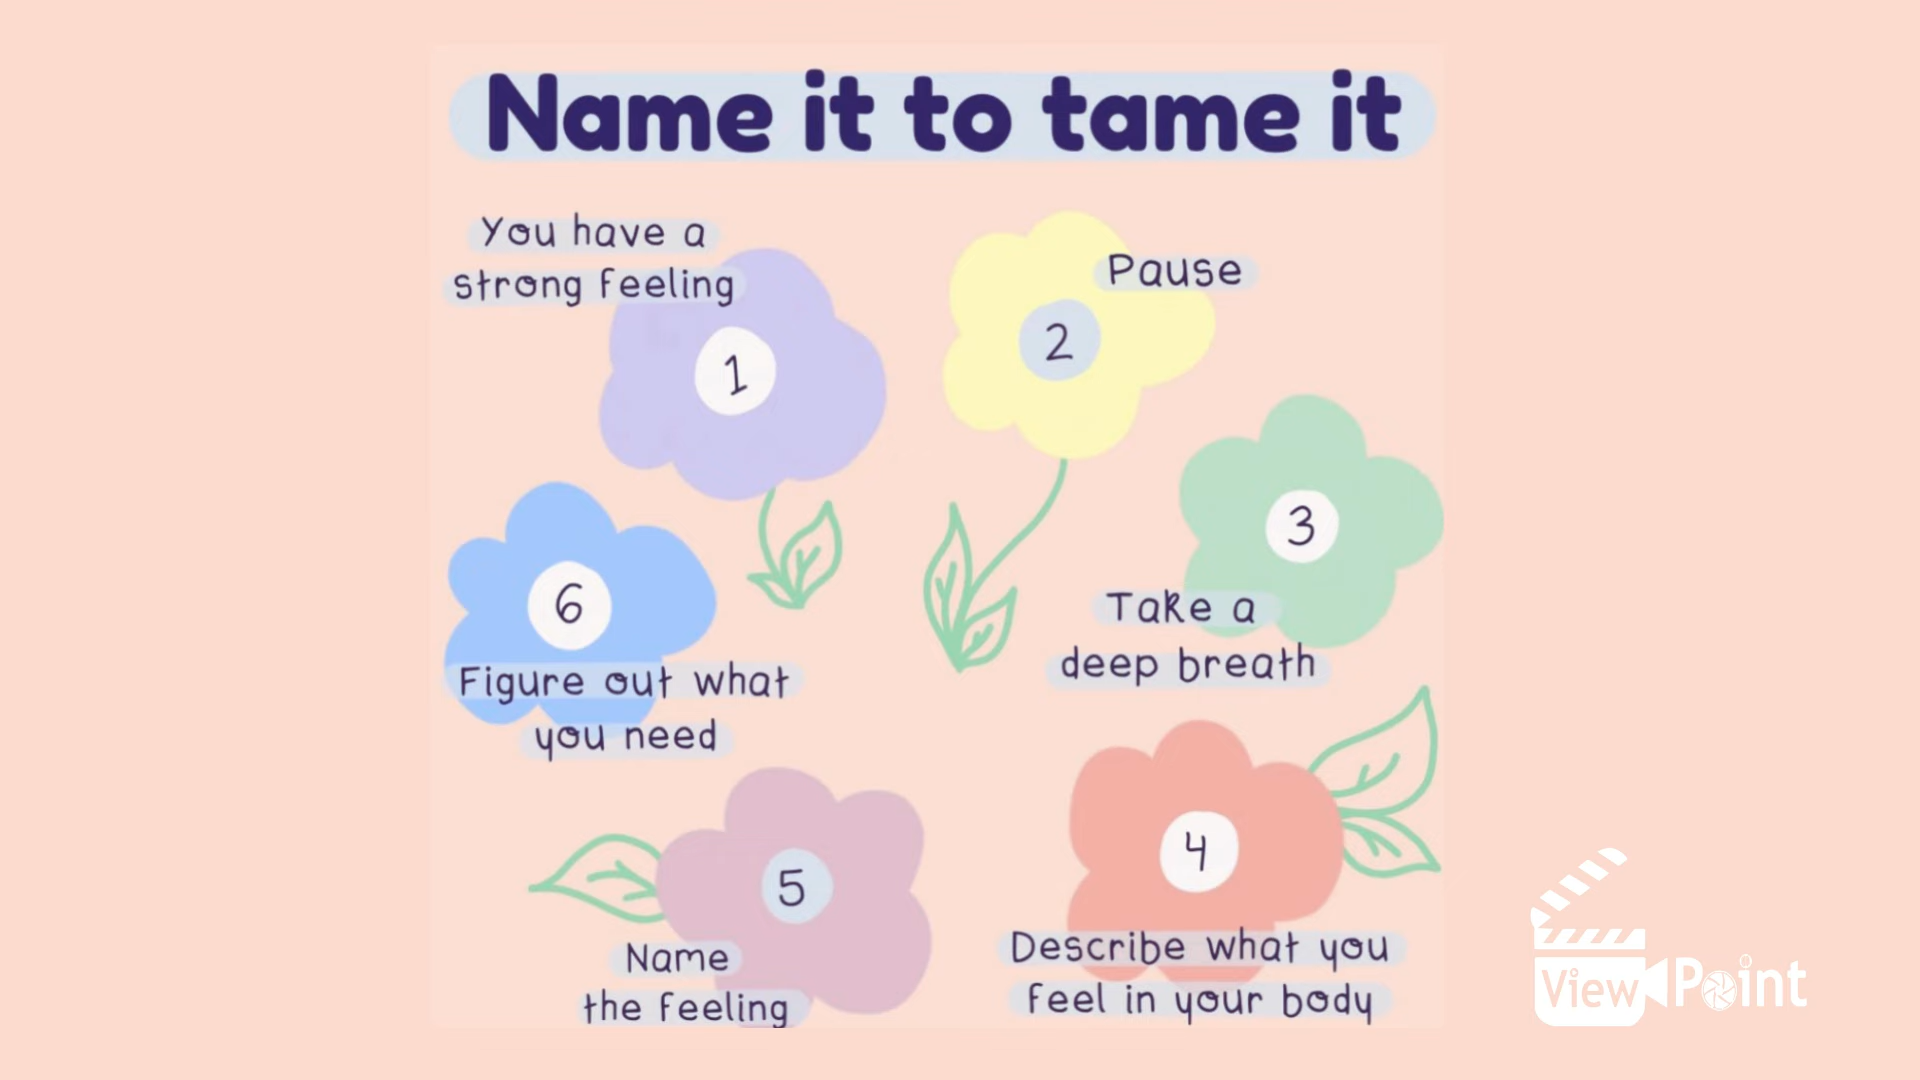 Name it to tame it
You have a
strong feeling
1
2
Pause
3
Take a
deep breath
4
Describe what you
feel in your body
5
Name
the feeling
6
Figure out what
you need
View Point